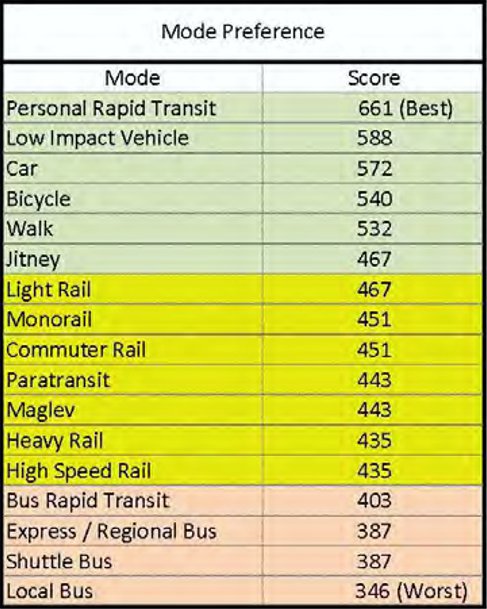 Mode Preference
Mode Score
Personal Rapid Transit 661 (Best)
Low Impact Vehicle 588
Car 572
Bicycle 540
Walk 532
Jitney 467
Light Rail 467
Monorail 451
Commuter Rail 451
Paratransit 443
Maglev 443
Heavy Rail 435
High Speed Rail 435
Bus Rapid Transit 403
Express / Regional Bus 387
Shuttle Bus 387
Local Bus 346 (Worst)